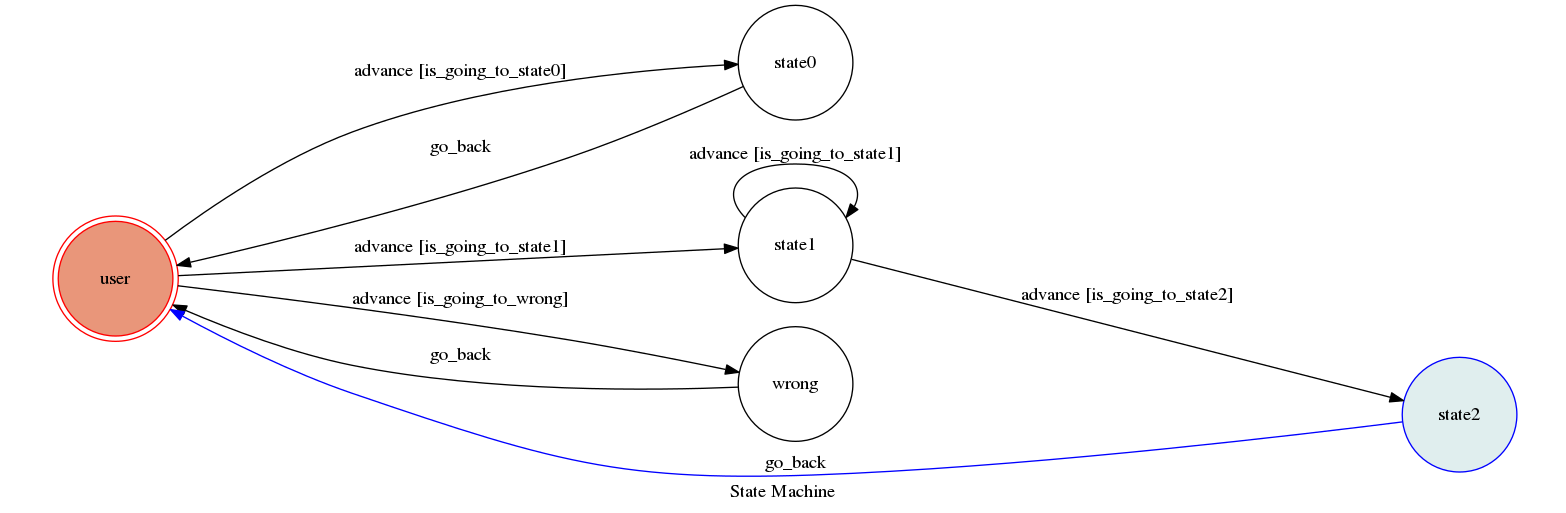 state0
advance [is_going_to_state0]
go_back
advance [is_going_to_state1]
state1
advance [is_going_to_state1]
user
advance [is_going_to_wrong]
advance [is_going_to_state2]
go_back
wrong
state2
go_back
State Machine